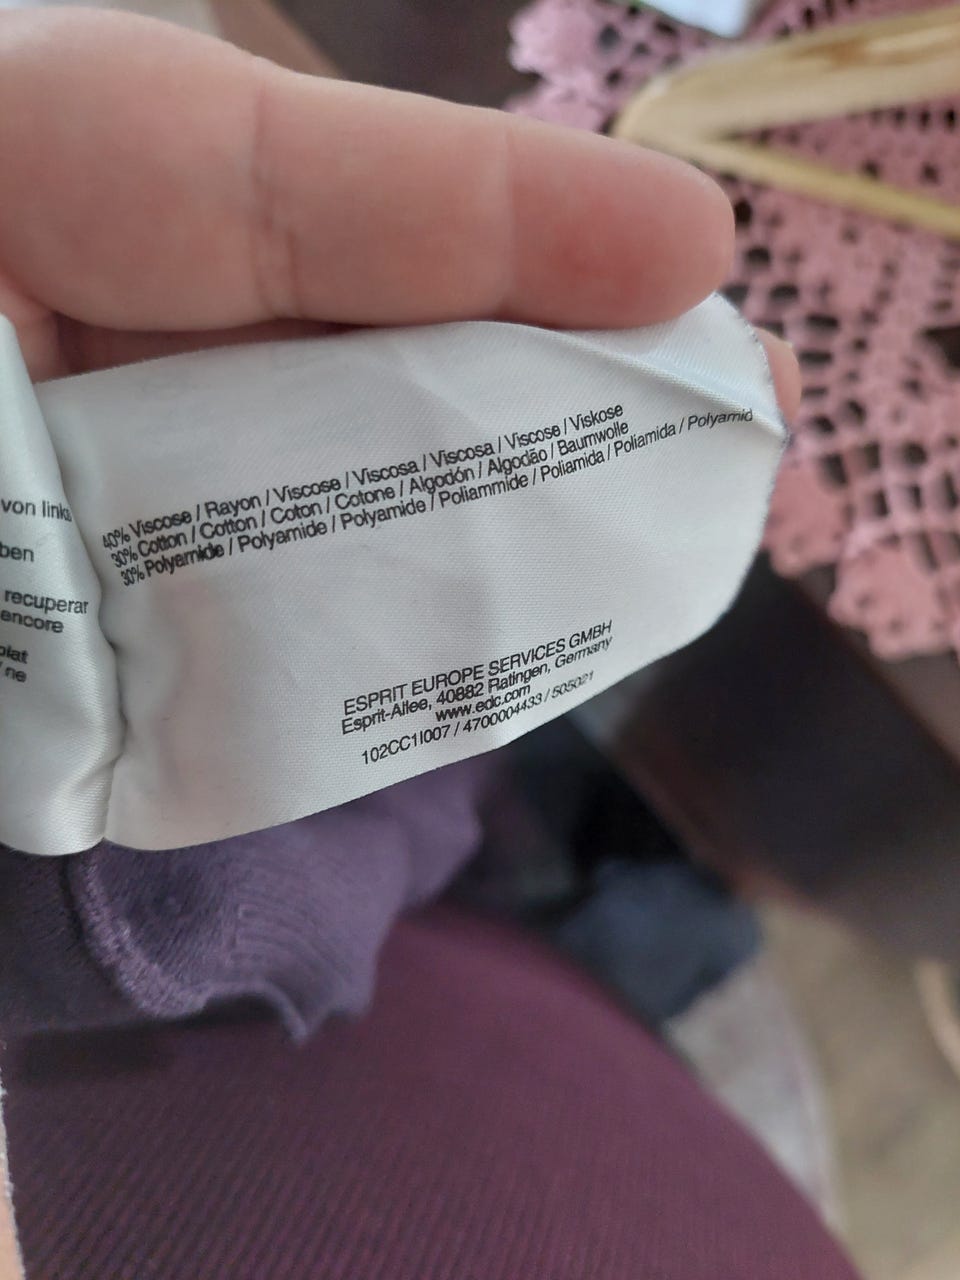 von links
ben
recuperar
encore
plat
/ ne
40% Viscose / Rayon / Viscose / Viscosa / Viscosa / Viscose / Viskose
30% Cotton / Cotton / Coton / Cotone / Algodón / Algodão / Baumwolle
30% Polyamide / Polyamide / Polyamide / Poliammide / Poliamida / Poliamida / Polyamid
ESPRIT EUROPE SERVICES GMBH
Esprit-Allee, 40882 Ratingen, Germany
www.edc.com
102CC1I007 / 4700004433 / 505021